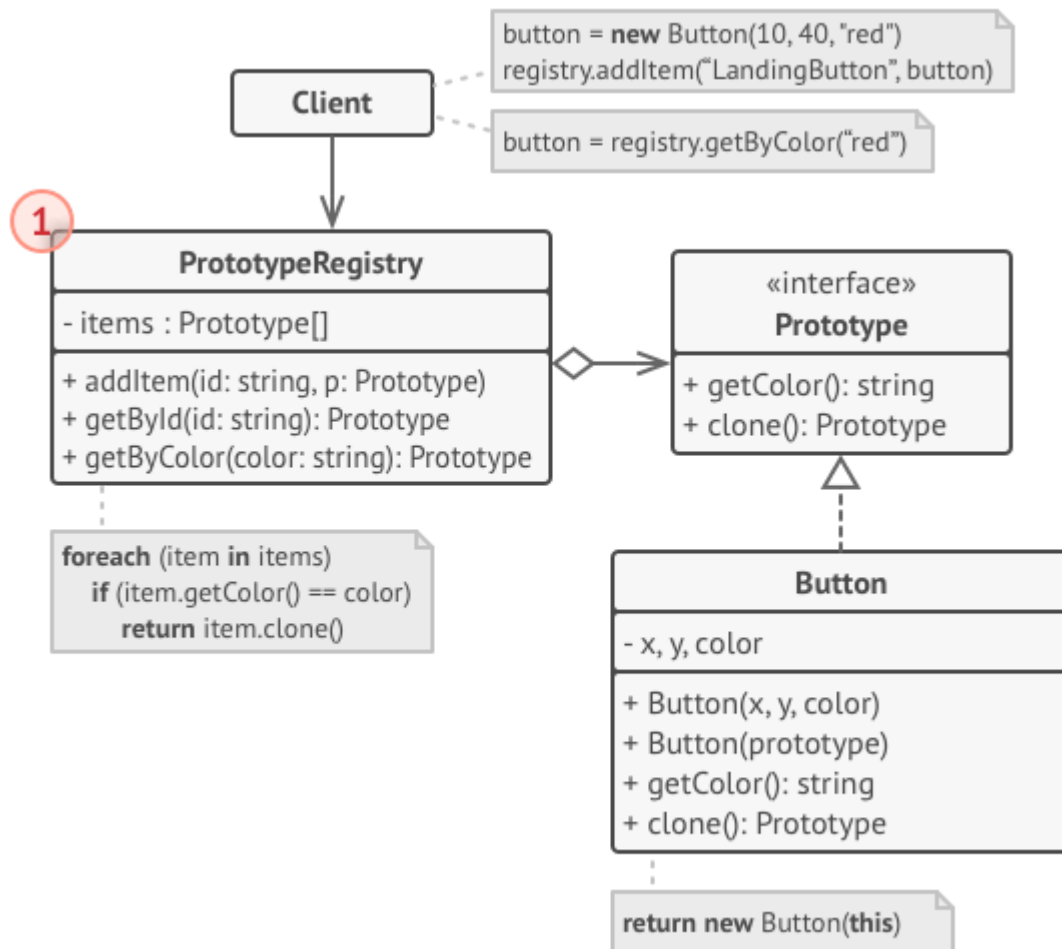 button = new Button(10, 40, "red")
registry.addItem(“LandingButton”, button)
Client
button = registry.getByColor(“red”)
1
PrototypeRegistry
- items : Prototype[]
+ addItem(id: string, p: Prototype)
+ getById(id: string): Prototype
+ getByColor(color: string): Prototype
foreach (item in items)
if (item.getColor() == color)
return item.clone()
«interface»
Prototype
+ getColor(): string
+ clone(): Prototype
Button
- x, y, color
+ Button(x, y, color)
+ Button(prototype)
+ getColor(): string
+ clone(): Prototype
return new Button(this)